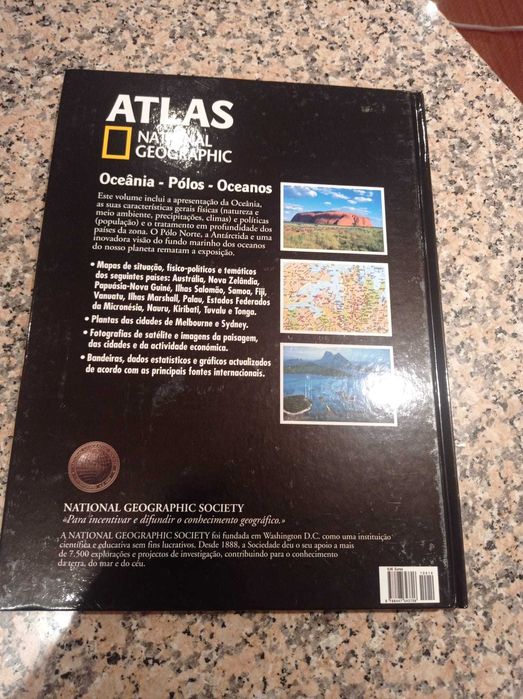 ATLAS
NATIONAL
GEOGRAPHIC
Oceânia - Pólos - Oceanos
Este volume inclui a apresentação da Oceânia,
as suas características gerais físicas (natureza e
meio ambiente, precipitações, climas) e políticas
(população) e o tratamento em profundidade dos
países da zona. O Pólo Norte, a Antárctida e uma
inovadora visão do fundo marinho dos oceanos
do nosso planeta rematam a exposição.
• Mapas de situação, físico-políticos e temáticos
dos seguintes países: Austrália, Nova Zelândia,
Papuásia-Nova Guiné, Ilhas Salomão, Samoa, Fiji,
Vanuatu, Ilhas Marshall, Palau, Estados Federados
da Micronésia, Nauru, Kiribati, Tuvalu e Tonga.
• Plantas das cidades de Melbourne e Sydney.
• Fotografias de satélite e imagens da paisagem,
das cidades e da actividade económica.
• Bandeiras, dados estatísticos e gráficos actualizados
de acordo com as principais fontes internacionais.
NATIONAL GEOGRAPHIC SOCIETY
«Para incentivar e difundir o conhecimento geográfico.»
A NATIONAL GEOGRAPHIC SOCIETY foi fundada em Washington D.C. como uma instituição
científica e educativa sem fins lucrativos. Desde 1888, a Sociedade deu o seu apoio a mais
de 7.500 explorações e projectos de investigação, contribuindo para o conhecimento
da terra, do mar e do céu.